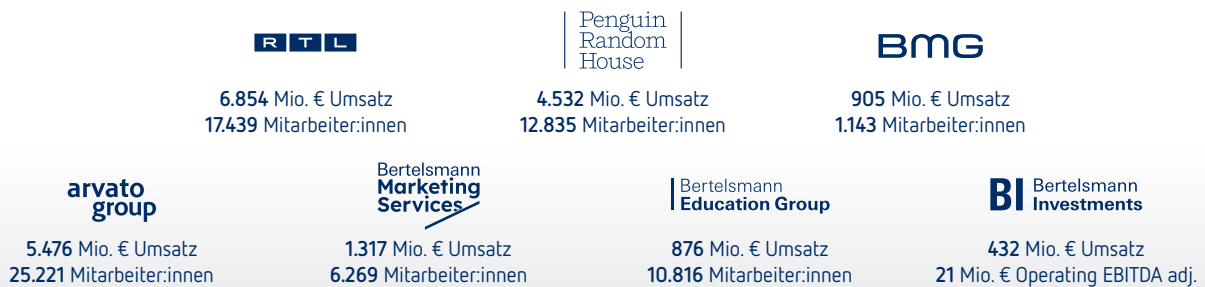 RTL
Penguin
Random
House
BMG
6.854 Mio. € Umsatz
17.439 Mitarbeiter:innen
4.532 Mio. € Umsatz
12.835 Mitarbeiter:innen
905 Mio. € Umsatz
1.143 Mitarbeiter:innen
arvato
group
Bertelsmann
Marketing
Services
Bertelsmann
Education Group
BI
Bertelsmann
Investments
5.476 Mio. € Umsatz
25.221 Mitarbeiter:innen
1.317 Mio. € Umsatz
6.269 Mitarbeiter:innen
876 Mio. € Umsatz
10.816 Mitarbeiter:innen
432 Mio. € Umsatz
21 Mio. € Operating EBITDA adj.